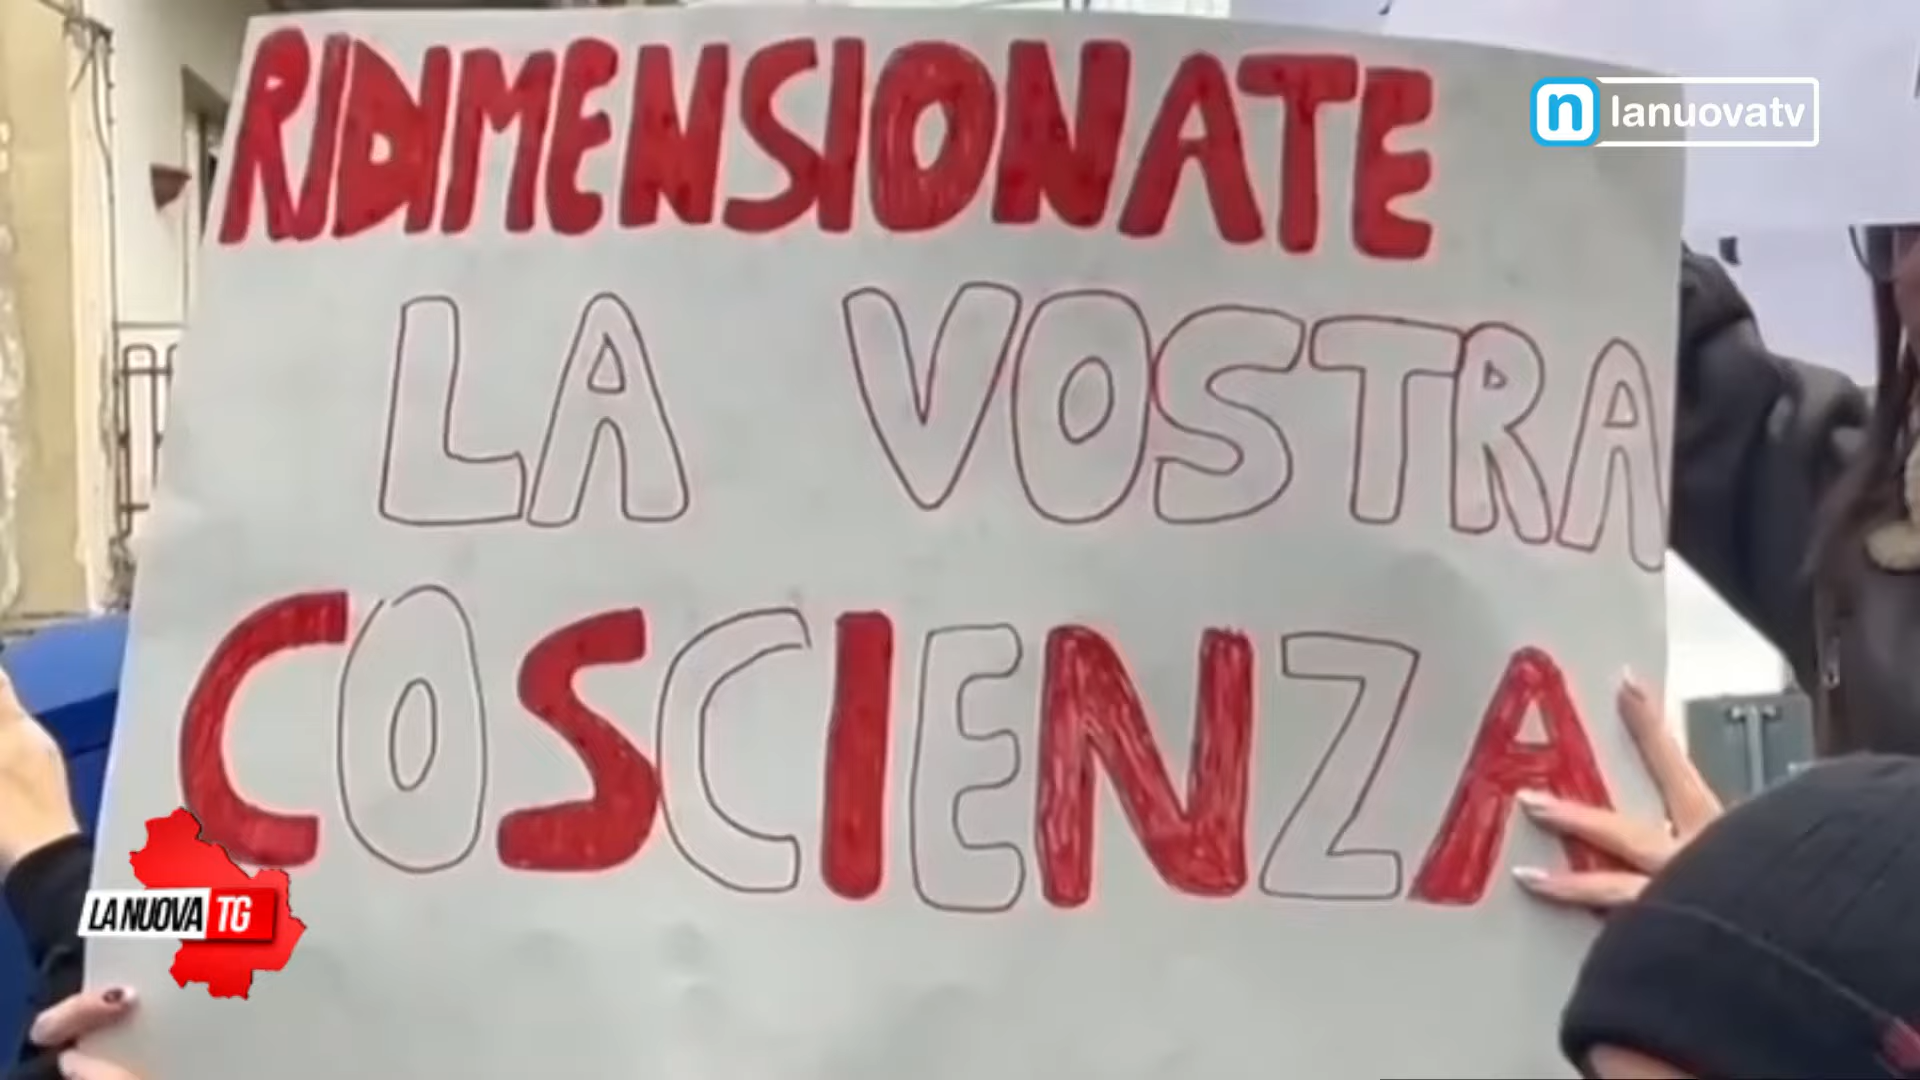 RIDIMENSIONATE
n lanuovatv
LA VOSTRA
COSCIENZA
LA NUOVA TG